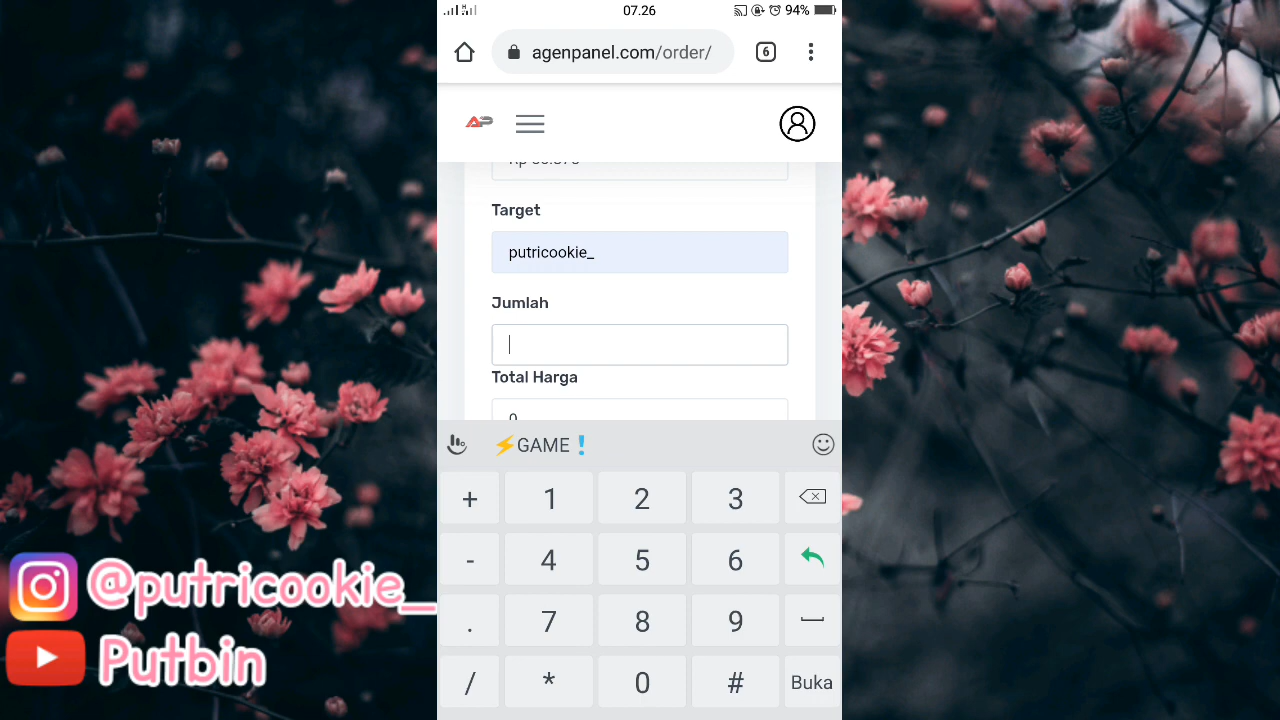 07.26
94%
agenpanel.com/order/
6
AP
Target
putricookie_
Jumlah
Total Harga
0
⚡GAME❕
+ 1 2 3
- 4 5 6
. 7 8 9
/ * 0 # Buka
@putricookie_
Putbin